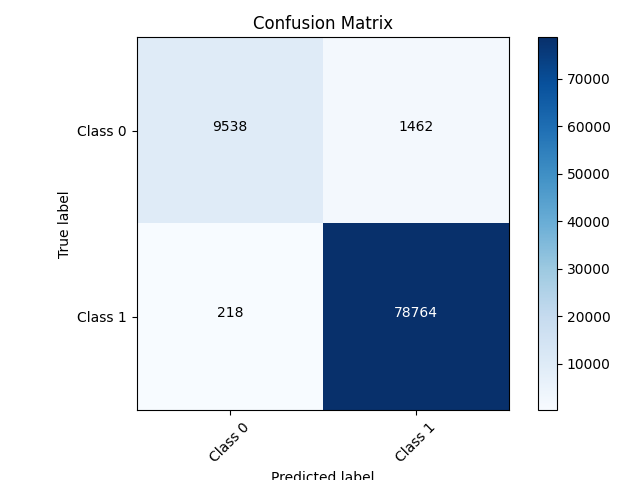 Confusion Matrix
True label
Class 0
Class 1
9538
1462
218
78764
Class 0
Class 1
Predicted label
70000
60000
50000
40000
30000
20000
10000